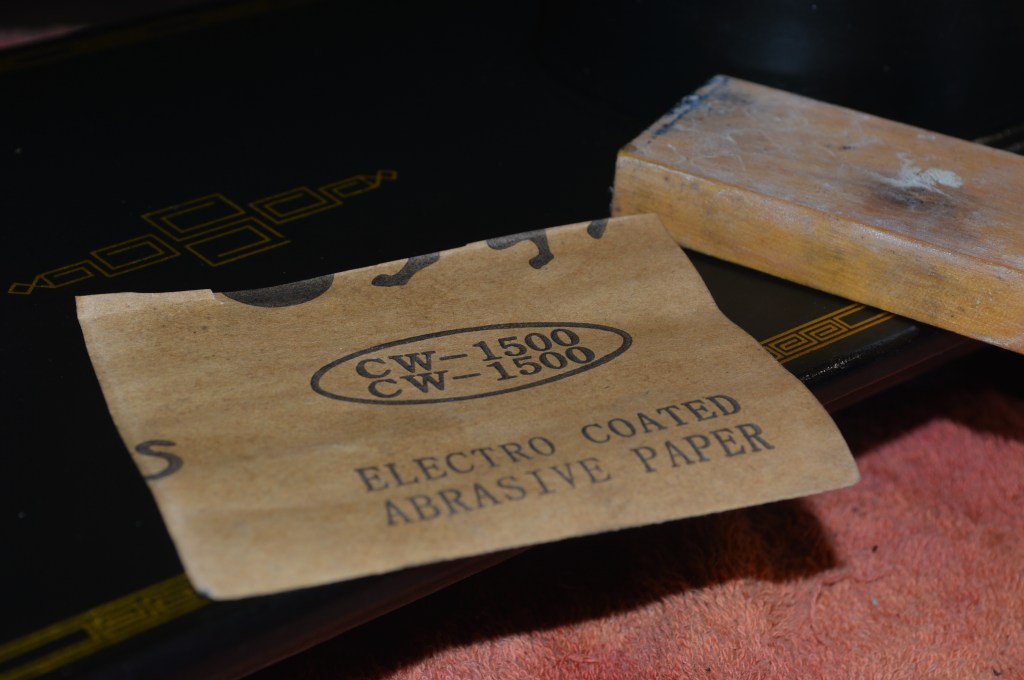 CW-1500
CW-1500
S
ELECTRO COATED
ABRASIVE PAPER